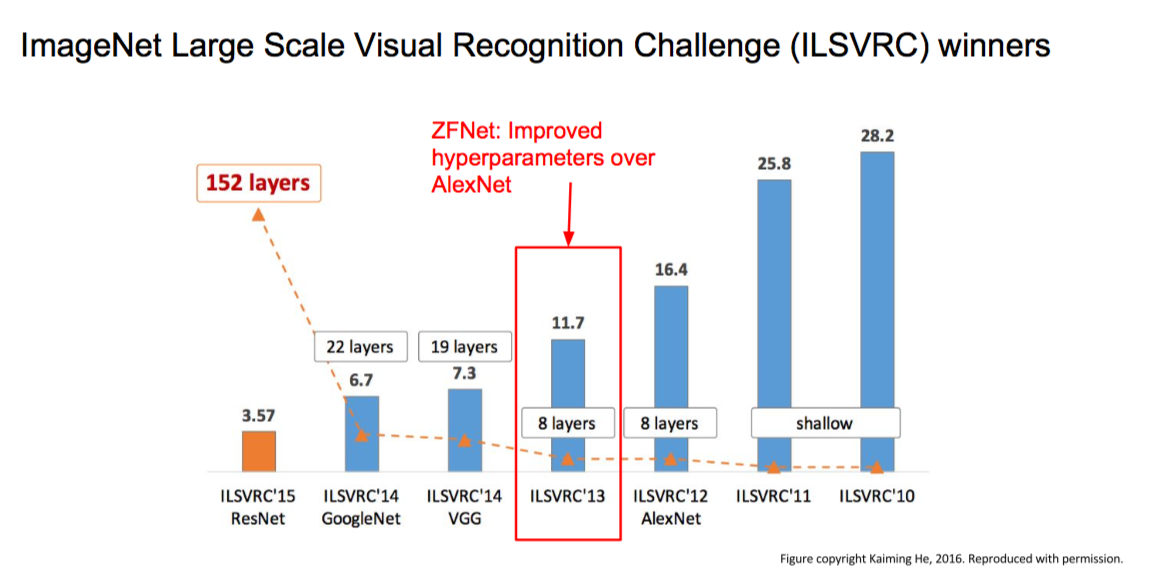 ImageNet Large Scale Visual Recognition Challenge (ILSVRC) winners
ZFNet: Improved
hyperparameters over
AlexNet
152 layers
28.2
25.8
16.4
11.7
22 layers
19 layers
6.7
7.3
3.57
8 layers
8 layers
shallow
ILSVRC'15
ResNet
ILSVRC'14
GoogleNet
ILSVRC'14
VGG
ILSVRC'13
ILSVRC'12
AlexNet
ILSVRC'11
ILSVRC'10
Figure copyright Kaiming He, 2016. Reproduced with permission.